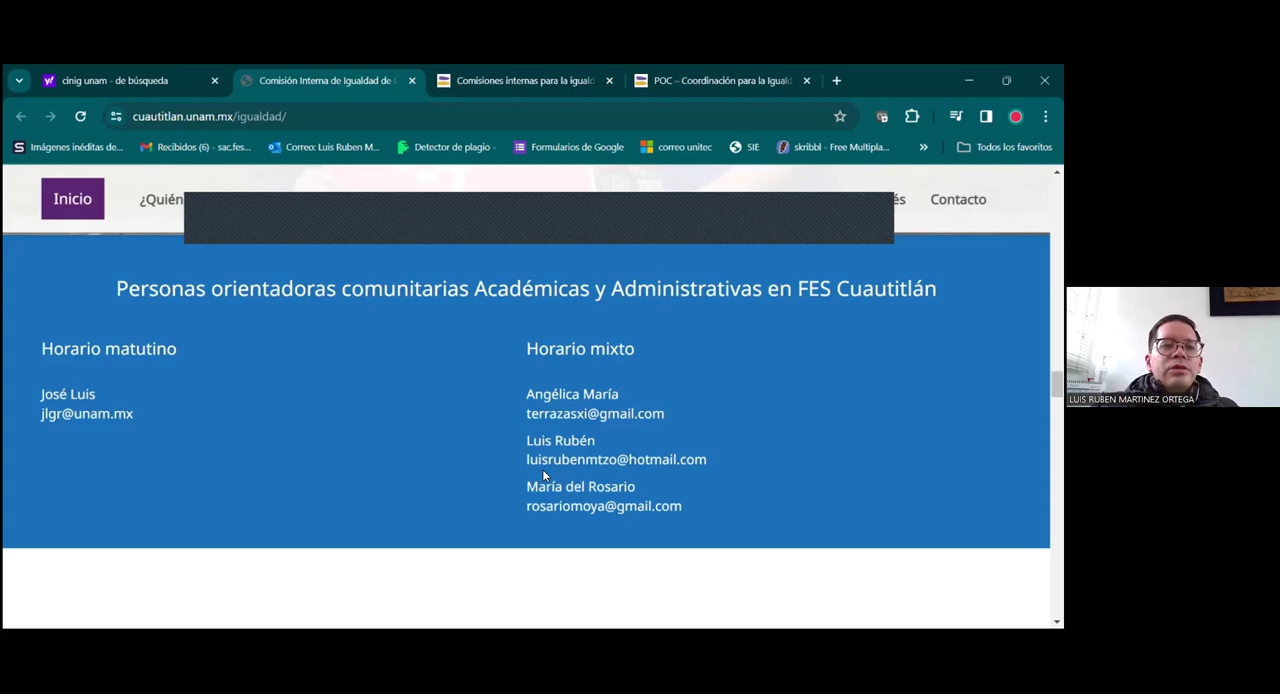 cinig unam - de búsqueda
Comisión Interna de Igualdad de
Comisiones internas para la iguald
POC – Coordinación para la Iguald
cuautitlan.unam.mx/igualdad/
Imágenes inéditas de...
Recibidos (6) - sac.fes...
Correo: Luis Ruben M...
Detector de plagio -
Formularios de Google
correo unitec
SIE
skribbl - Free Multipla...
»
Todos los favoritos
Inicio
¿Quién
és
Contacto
Personas orientadoras comunitarias Académicas y Administrativas en FES Cuautitlán
Horario matutino
José Luis
jlgr@unam.mx
Horario mixto
Angélica María
terrazasxi@gmail.com
Luis Rubén
luisrubenmtzo@hotmail.com
María del Rosario
rosariomoya@gmail.com
LUIS RUBEN MARTINEZ ORTEGA